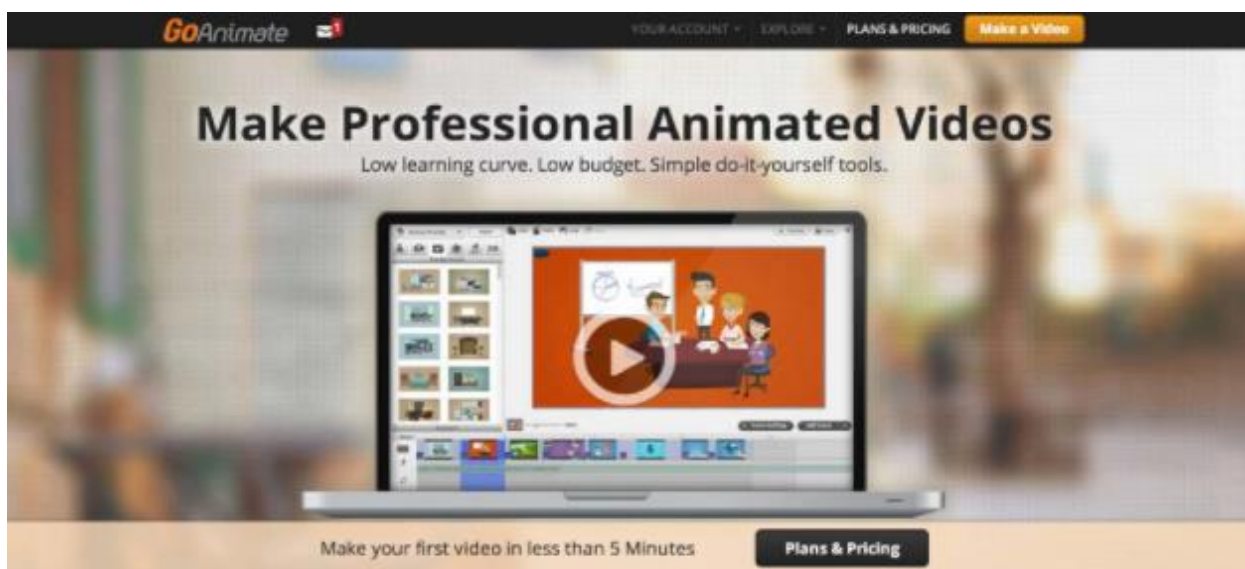 GoAnimate 1 YOUR ACCOUNT EXPLORE PLANS & PRICING Make a Video
Make Professional Animated Videos
Low learning curve. Low budget. Simple do-it-yourself tools.
Make your first video in less than 5 Minutes Plans & Pricing